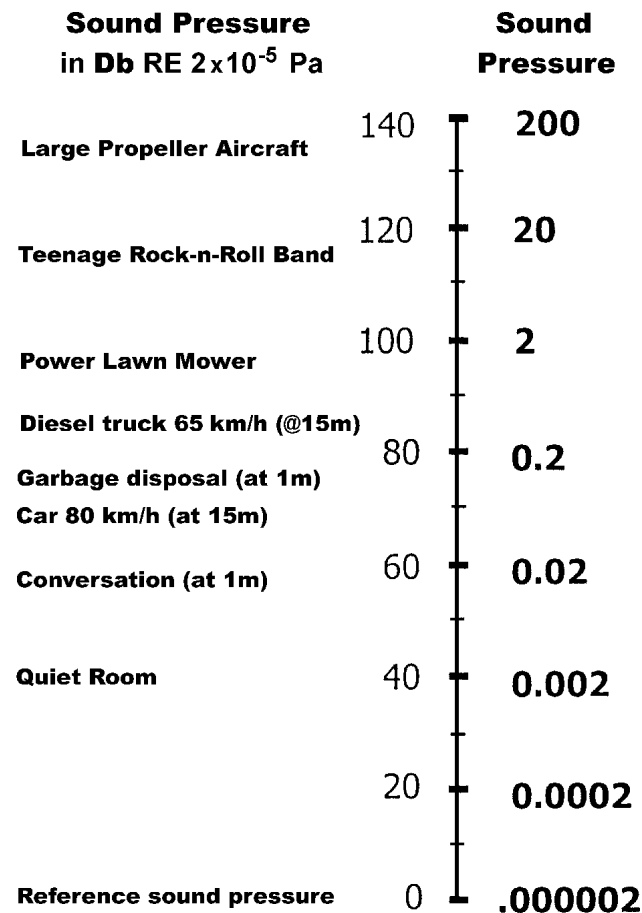 Sound Pressure
in Db RE 2x10⁻⁵ Pa
Sound
Pressure
140 200
Large Propeller Aircraft
120 20
Teenage Rock-n-Roll Band
100 2
Power Lawn Mower
Diesel truck 65 km/h (@15m)
80 0.2
Garbage disposal (at 1m)
Car 80 km/h (at 15m)
60 0.02
Conversation (at 1m)
Quiet Room 40 0.002
20 0.0002
Reference sound pressure 0 .000002